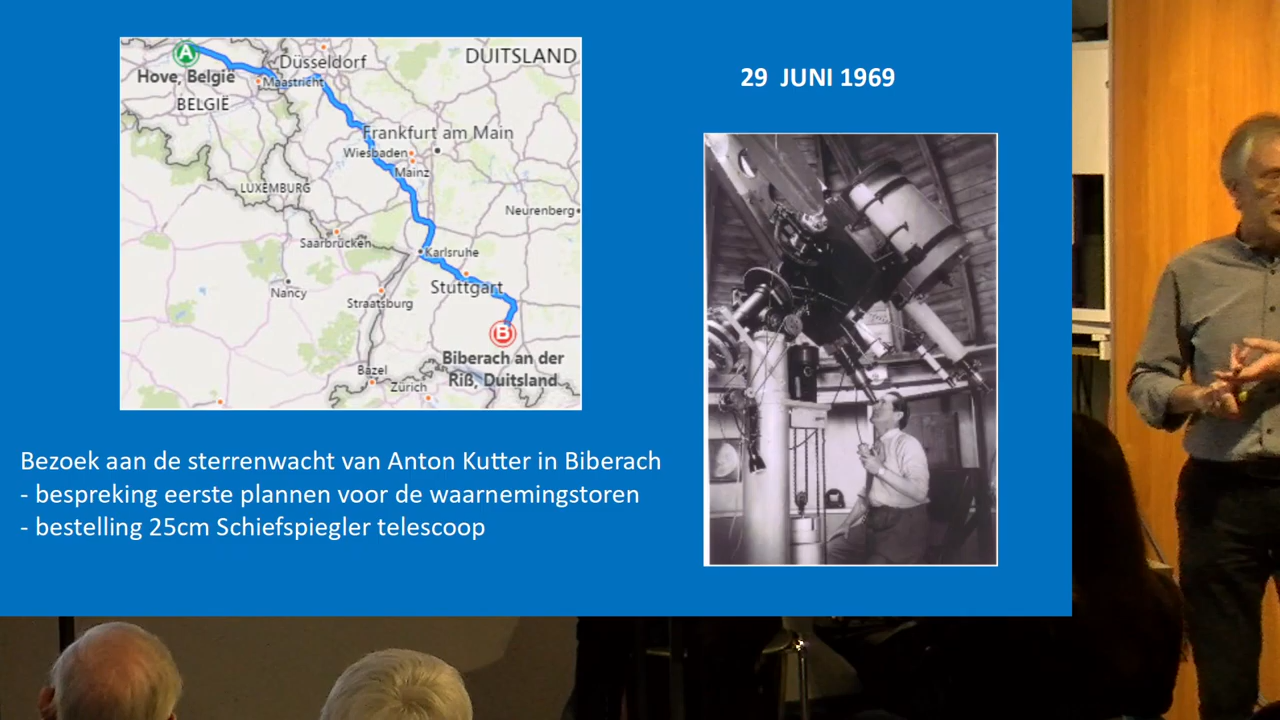 DUITSLAND
A
Hove, België
Düsseldorf
Maastricht
BELGIË
Frankfurt am Main
Wiesbaden
Mainz
LUXEMBURG
Neurenberg
Saarbrücken
Karlsruhe
Nancy
Stuttgart
Straatsburg
B
Biberach an der
Riß, Duitsland
Bazel
Zürich
29 JUNI 1969
Bezoek aan de sterrenwacht van Anton Kutter in Biberach
- bespreking eerste plannen voor de waarnemingstoren
- bestelling 25cm Schiefspiegler telescoop